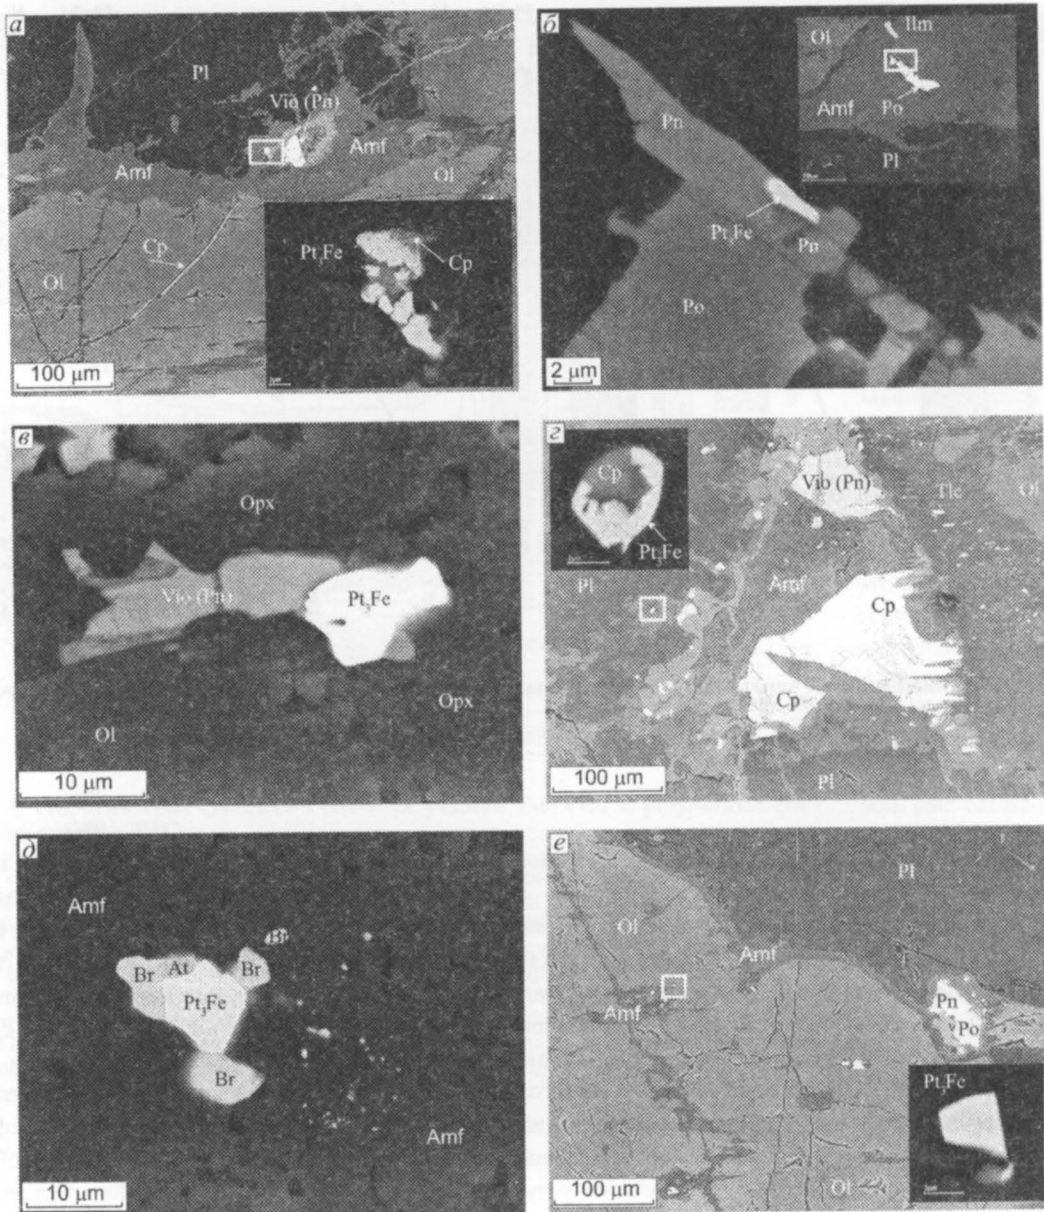 а
Pl
Vio (Pn)
Amf
Amf
Ol
Pt₃Fe
Cp
Cp
Ol
100 μm
б
Ol
Ilm
Amf
Po
Pl
Pn
Pt₃Fe
Pn
Po
2 μm
в
Opx
Vio (Pn)
Pt₃Fe
Opx
Ol
10 μm
г
Cp
Vio (Pn)
Tlc
Ol
Pt₃Fe
Pl
Amf
Cp
Cp
100 μm
Pl
д
Amf
Br
Br
At
Br
Pt₃Fe
Br
Amf
10 μm
е
Pl
Ol
Amf
Amf
Pn
Po
Pt₃Fe
100 μm
Ol